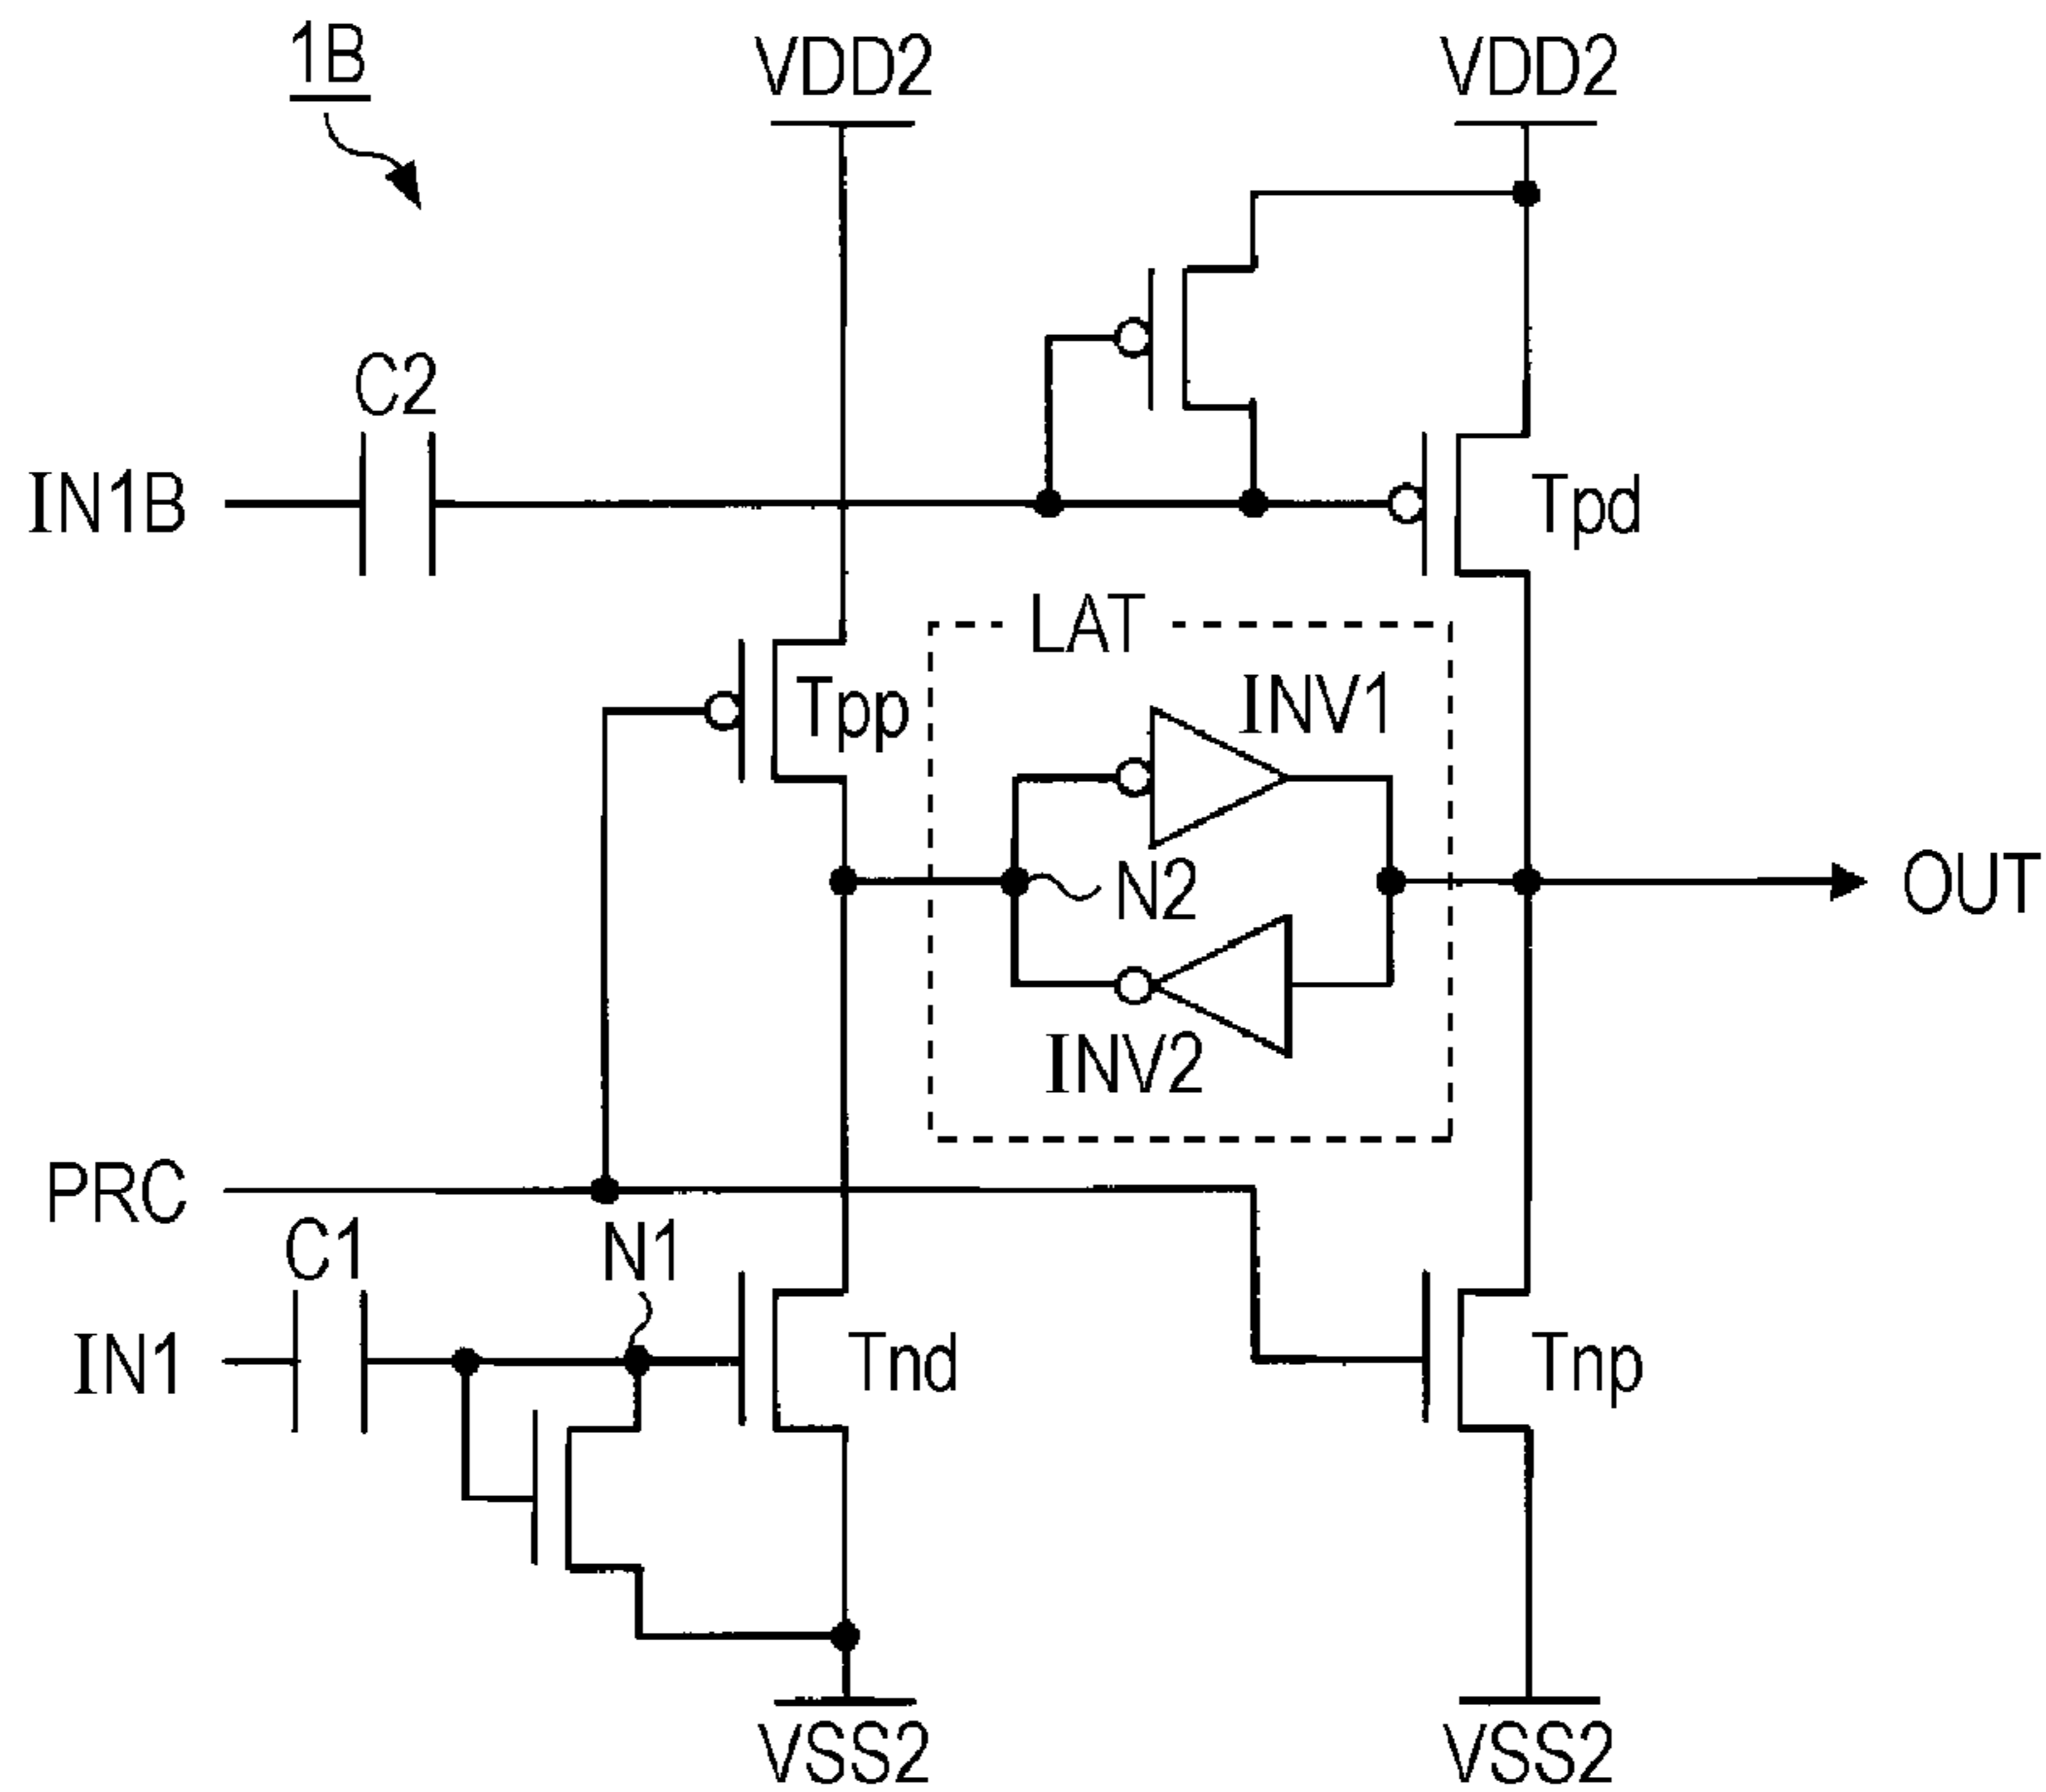 1B
VDD2
VDD2
C2
IN1B
Tpd
LAT
INV1
Tpp
N2
OUT
INV2
PRC
C1
N1
IN1
Tnd
Tnp
VSS2
VSS2